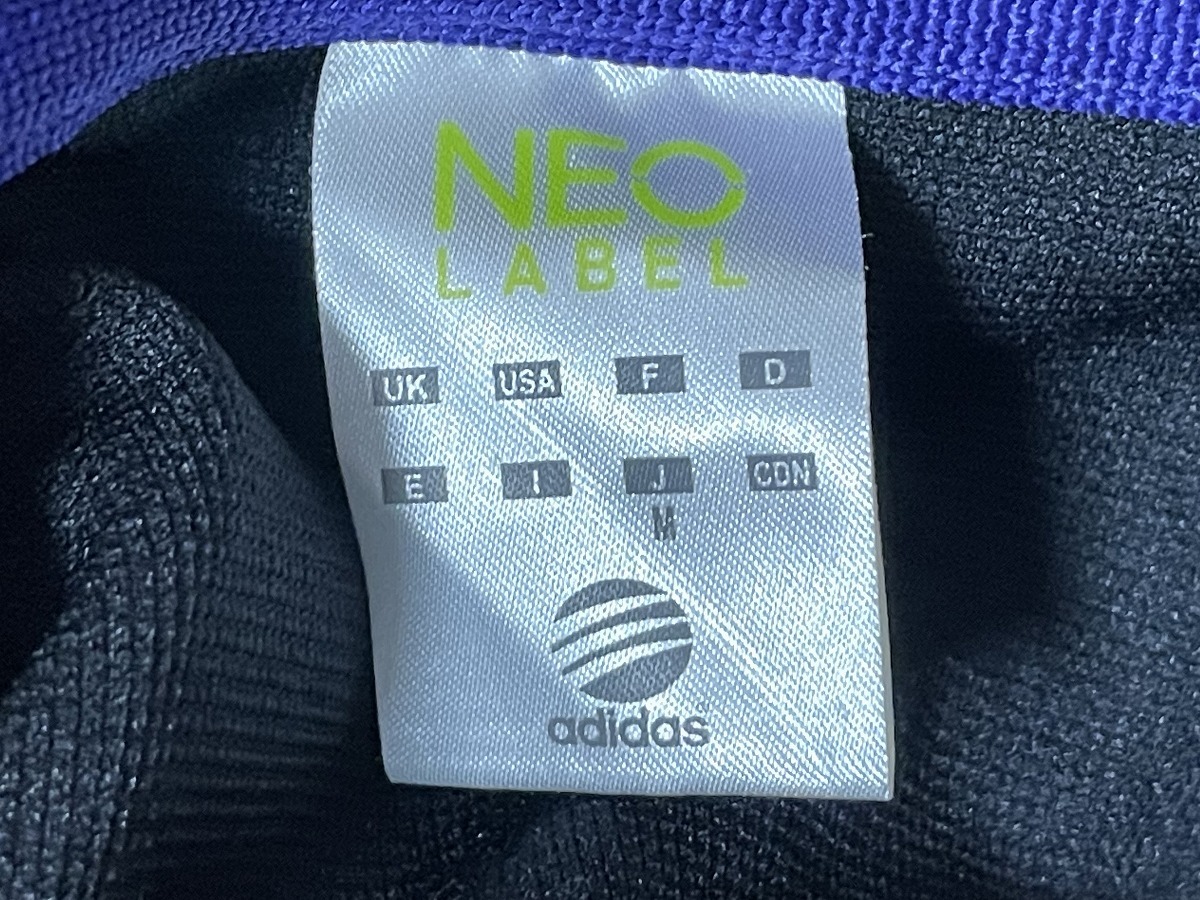 NEO
LABEL
UK USA F D
E I J CDN
M
adidas